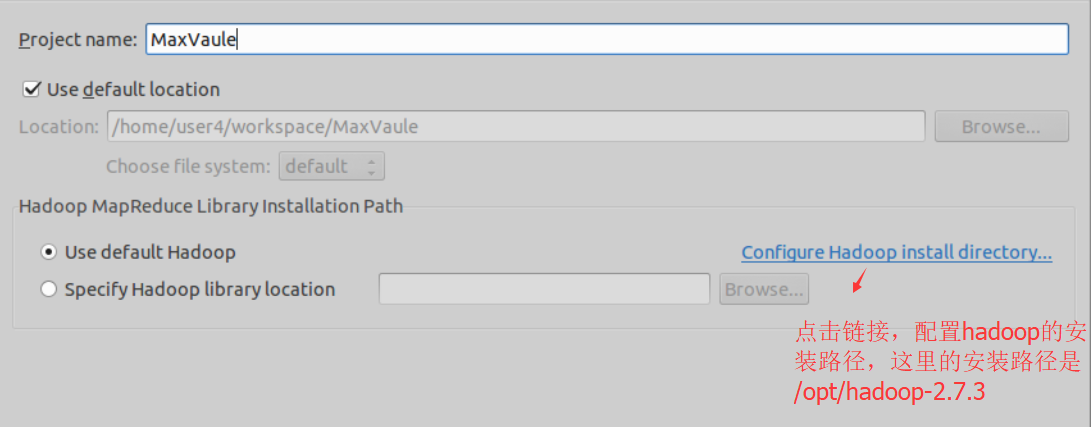 Project name: MaxVaule
Use default location
Location: /home/user4/workspace/MaxVaule Browse...
Choose file system: default
Hadoop MapReduce Library Installation Path
Use default Hadoop Configure Hadoop install directory...
Specify Hadoop library location Browse...
点击链接，配置hadoop的安
装路径，这里的安装路径是
/opt/hadoop-2.7.3